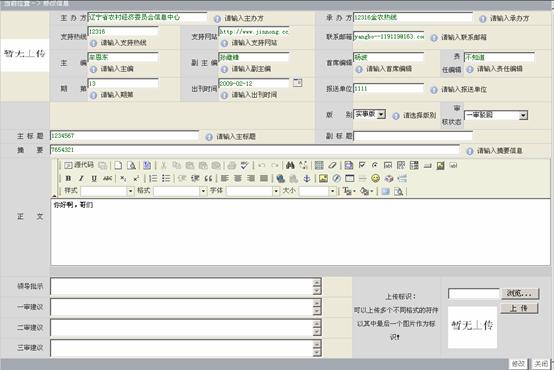 当前位置 -> 修改信息
主 办 方 辽宁省农村经济委员会信息中心 请输入主办方 承 办 方 12316金农热线 请输入承办方
支持热线 12316 请输入支持热线 支持网站 http://www.jinnong.cc 请输入支持网站 联系邮箱 yangbo--1191190163.com 请输入联系邮箱
暂无上传
主 编 牟恩东 请输入主编 副 主 编 孙继锋 请输入副主编 首席编辑 杨波 请输入首席编辑 责任编辑 不知道 请输入责任编辑
期 第 13 请输入期第 出刊时间 2009-02-12 请输入出刊时间 报送单位 1111 请输入报送单位
版 别 实事版 请选择版别 审核状态 一审驳回
主 标 题 1234567 请输入主标题 副 标 题
摘 要 7654321 请输入摘要信息
源代码
B I U ABC
样式 格式 字体 大小
正 文
你好啊，哥们
领导批示
一审建议
二审建议
三审建议
上传标识：
可以上传多个不同格式的符件
以其中最后一个图片作为标
识!
浏览...
上 传
暂无上传
修改 关闭